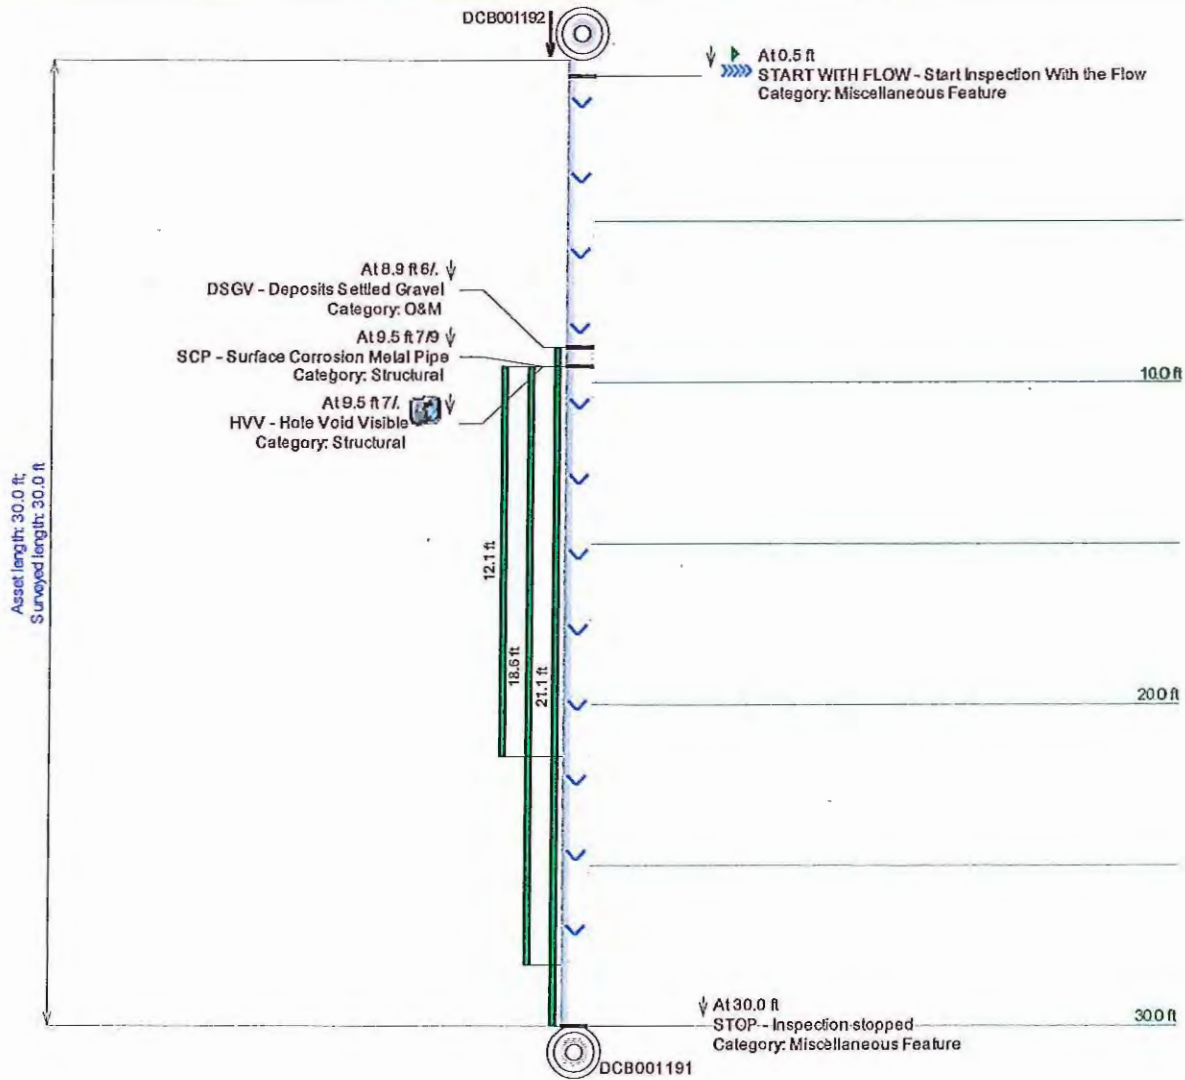 DCB001192
At 0.5 ft
START WITH FLOW - Start Inspection With the Flow
Category: Miscellaneous Feature
At 8.9 ft 6/.
DSGV - Deposits Settled Gravel
Category: O&M
At 9.5 ft 7/9
SCP - Surface Corrosion Metal Pipe
Category: Structural
10.0 ft
At 9.5 ft 7/.
HVV - Hole Void Visible
Category: Structural
Asset length: 30.0 ft;
Surveyed length: 30.0 ft
12.1 ft
18.6 ft
21.1 ft
20.0 ft
At 30.0 ft
STOP - Inspection stopped
Category: Miscellaneous Feature
30.0 ft
DCB001191